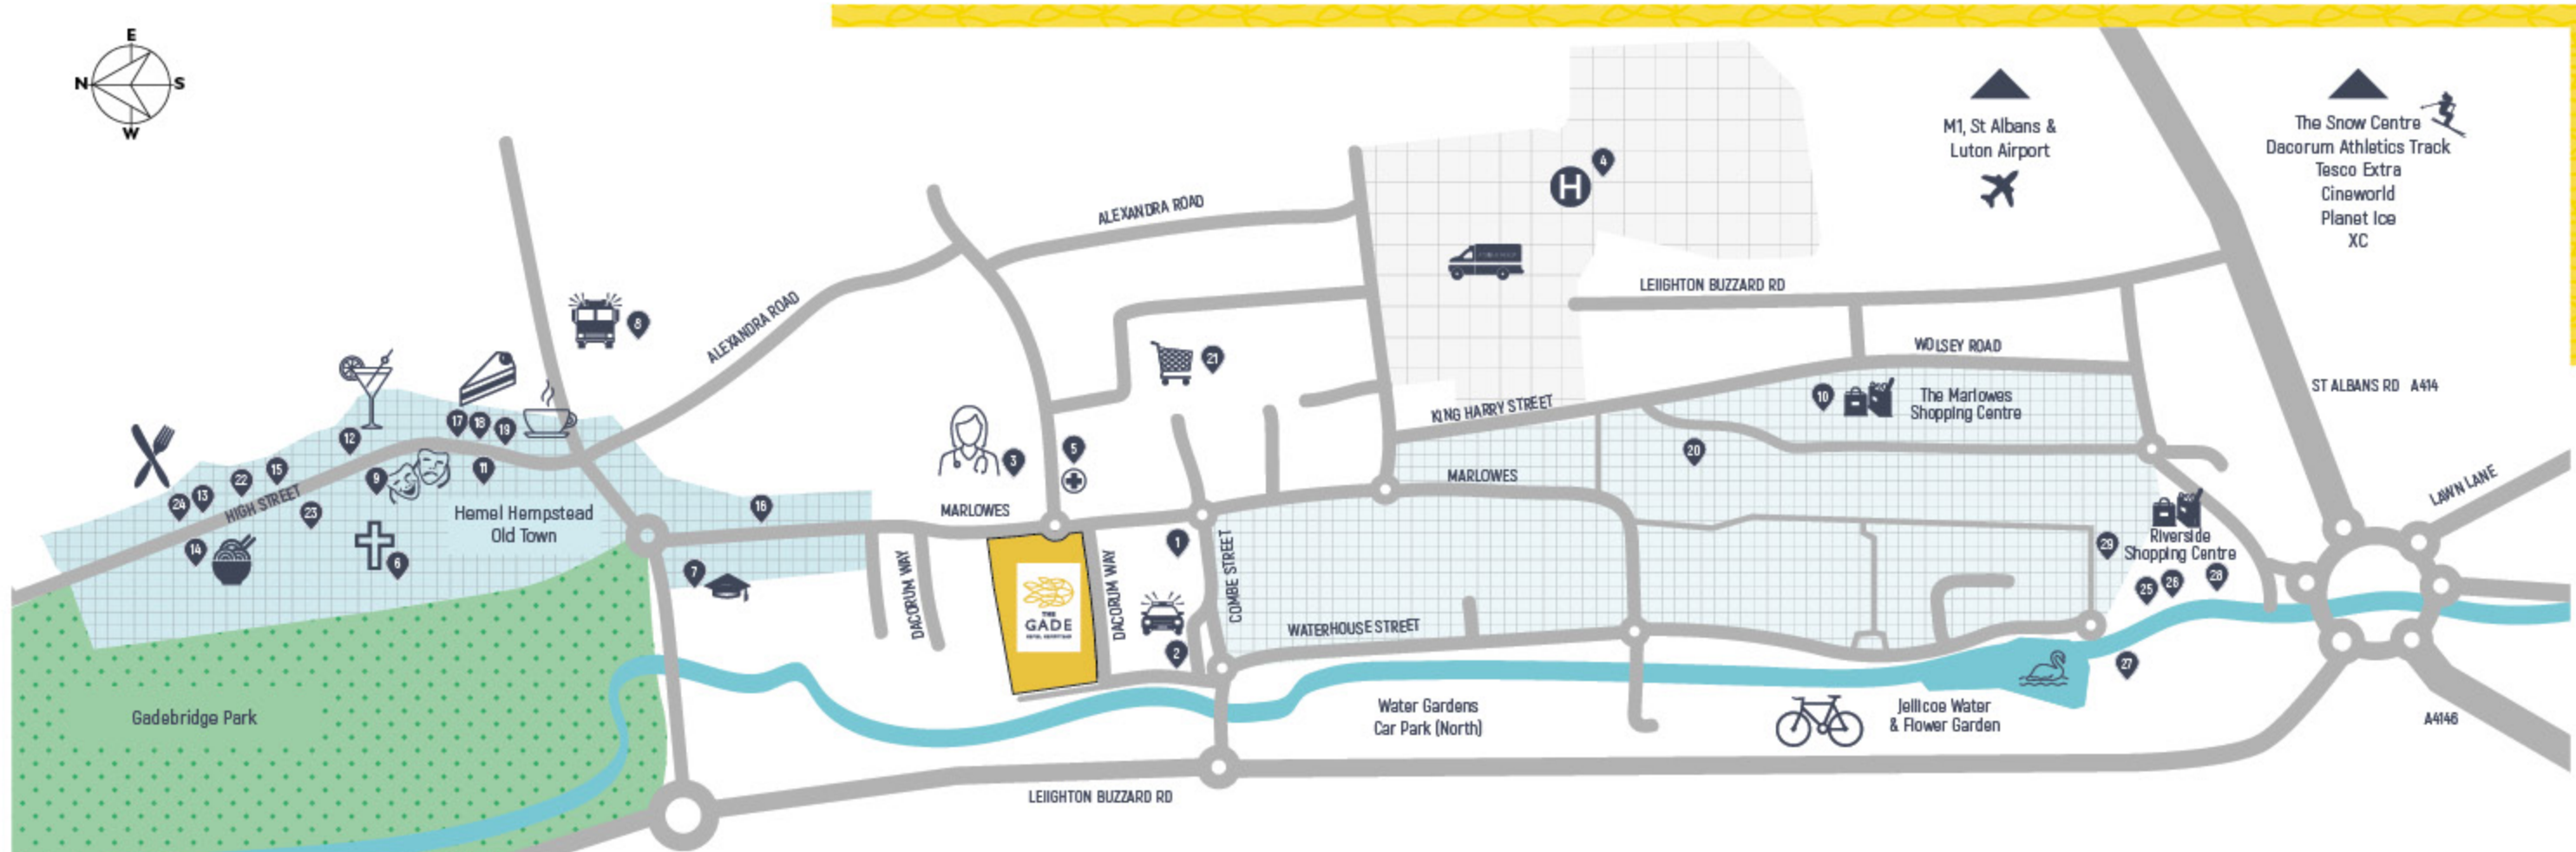 E
N
S
W
M1, St Albans &
Luton Airport
The Snow Centre
Dacorum Athletics Track
Tesco Extra
Cineworld
Planet Ice
XC
H
4
ALEXANDRA ROAD
LEIIGHTON BUZZARD RD
ALEXANDRA ROAD
8
21
WOLSEY ROAD
ST ALBANS RD A414
10
The Marlowes
Shopping Centre
KING HARRY STREET
12
17
18
19
15
22
9
11
13
24
HIGH STREET
23
14
6
Hemel Hempstead
Old Town
16
3
5
MARLOWES
MARLOWES
20
LAWN LANE
7
DACORUM WAY
THE
GADE
HEMEL HEMPSTEAD
DACORUM WAY
1
2
COMBE STREET
WATERHOUSE STREET
29
Riverside
Shopping Centre
25
26
28
27
Gadebridge Park
Water Gardens
Car Park (North)
Jellicoe Water
& Flower Garden
A4146
LEIIGHTON BUZZARD RD